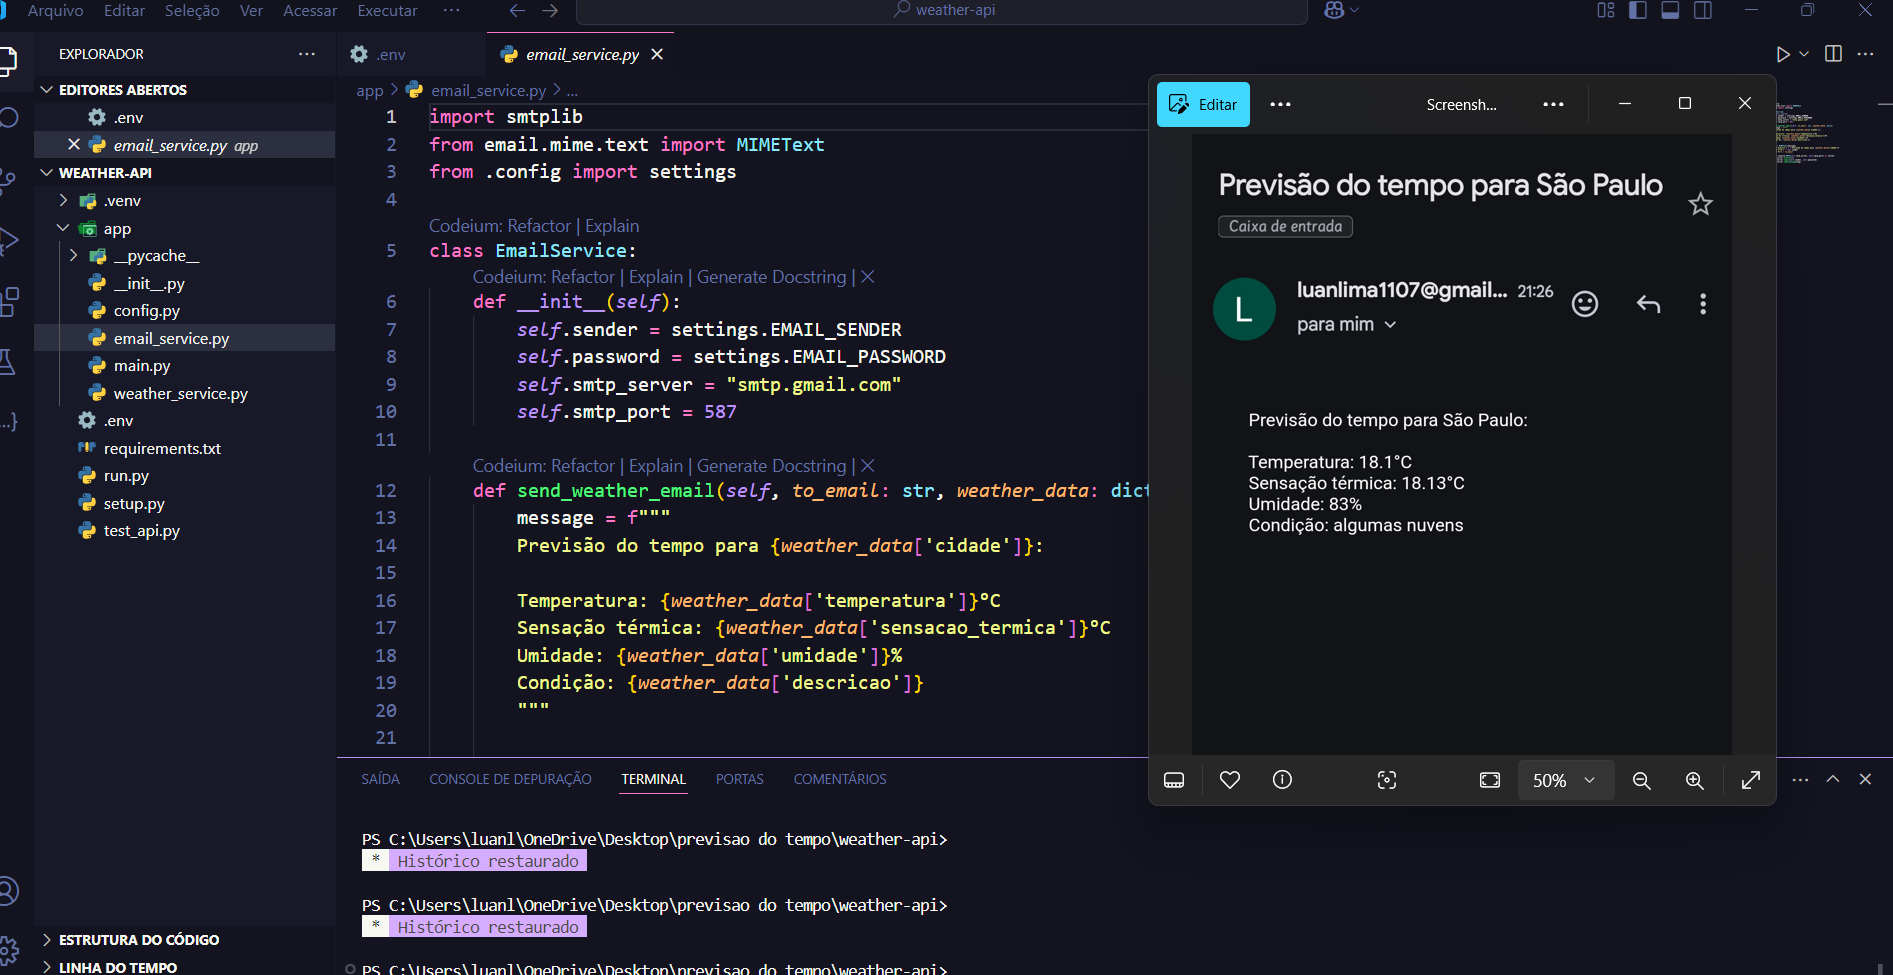 Arquivo Editar Seleção Ver Acessar Executar ··· weather-api
EXPLORADOR ···
EDITORES ABERTOS
.env
email_service.py app
WEATHER-API
.venv
app
__pycache__
__init__.py
config.py
email_service.py
main.py
weather_service.py
.env
requirements.txt
run.py
setup.py
test_api.py
ESTRUTURA DO CÓDIGO
LINHA DO TEMPO
.env email_service.py
app > email_service.py > ...
1 import smtplib
2 from email.mime.text import MIMEText
3 from .config import settings
4
Codeium: Refactor | Explain
5 class EmailService:
Codeium: Refactor | Explain | Generate Docstring | ×
6 def __init__(self):
7 self.sender = settings.EMAIL_SENDER
8 self.password = settings.EMAIL_PASSWORD
9 self.smtp_server = "smtp.gmail.com"
10 self.smtp_port = 587
11
Codeium: Refactor | Explain | Generate Docstring | ×
12 def send_weather_email(self, to_email: str, weather_data: dict
13 message = f"""
14 Previsão do tempo para {weather_data['cidade']}:
15
16 Temperatura: {weather_data['temperatura']}°C
17 Sensação térmica: {weather_data['sensacao_termica']}°C
18 Umidade: {weather_data['umidade']}%
19 Condição: {weather_data['descricao']}
20 """
21
SAÍDA CONSOLE DE DEPURAÇÃO TERMINAL PORTAS COMENTÁRIOS
PS C:\Users\luanl\OneDrive\Desktop\previsao do tempo\weather-api>
* Histórico restaurado
PS C:\Users\luanl\OneDrive\Desktop\previsao do tempo\weather-api>
* Histórico restaurado
PS C:\Users\luanl\OneDrive\Desktop\previsao do tempo\weather-api>
Editar ··· Screensh... ···
Previsão do tempo para São Paulo
Caixa de entrada
L
luanlima1107@gmail... 21:26
para mim
Previsão do tempo para São Paulo:
Temperatura: 18.1°C
Sensação térmica: 18.13°C
Umidade: 83%
Condição: algumas nuvens
50%